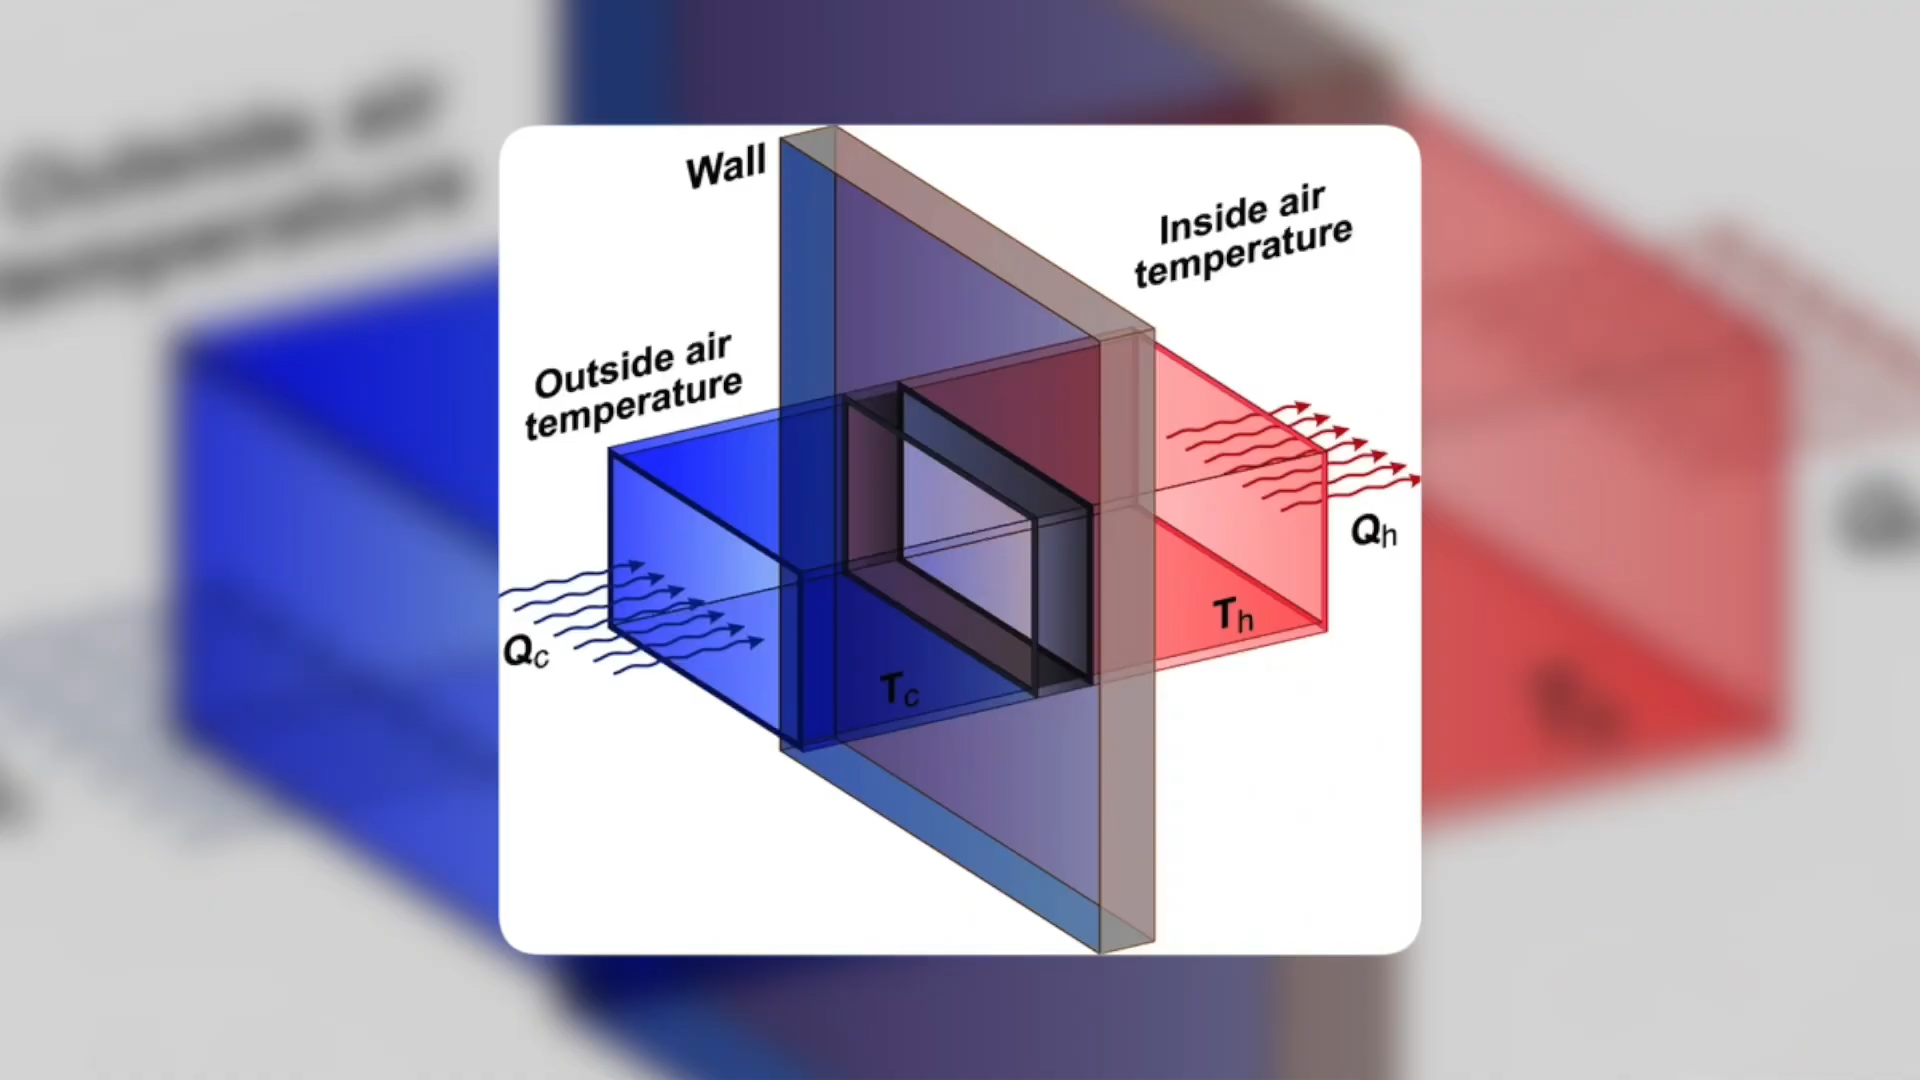 Wall
Inside air
temperature
Outside air
temperature
Qh
Th
Qc
Tc